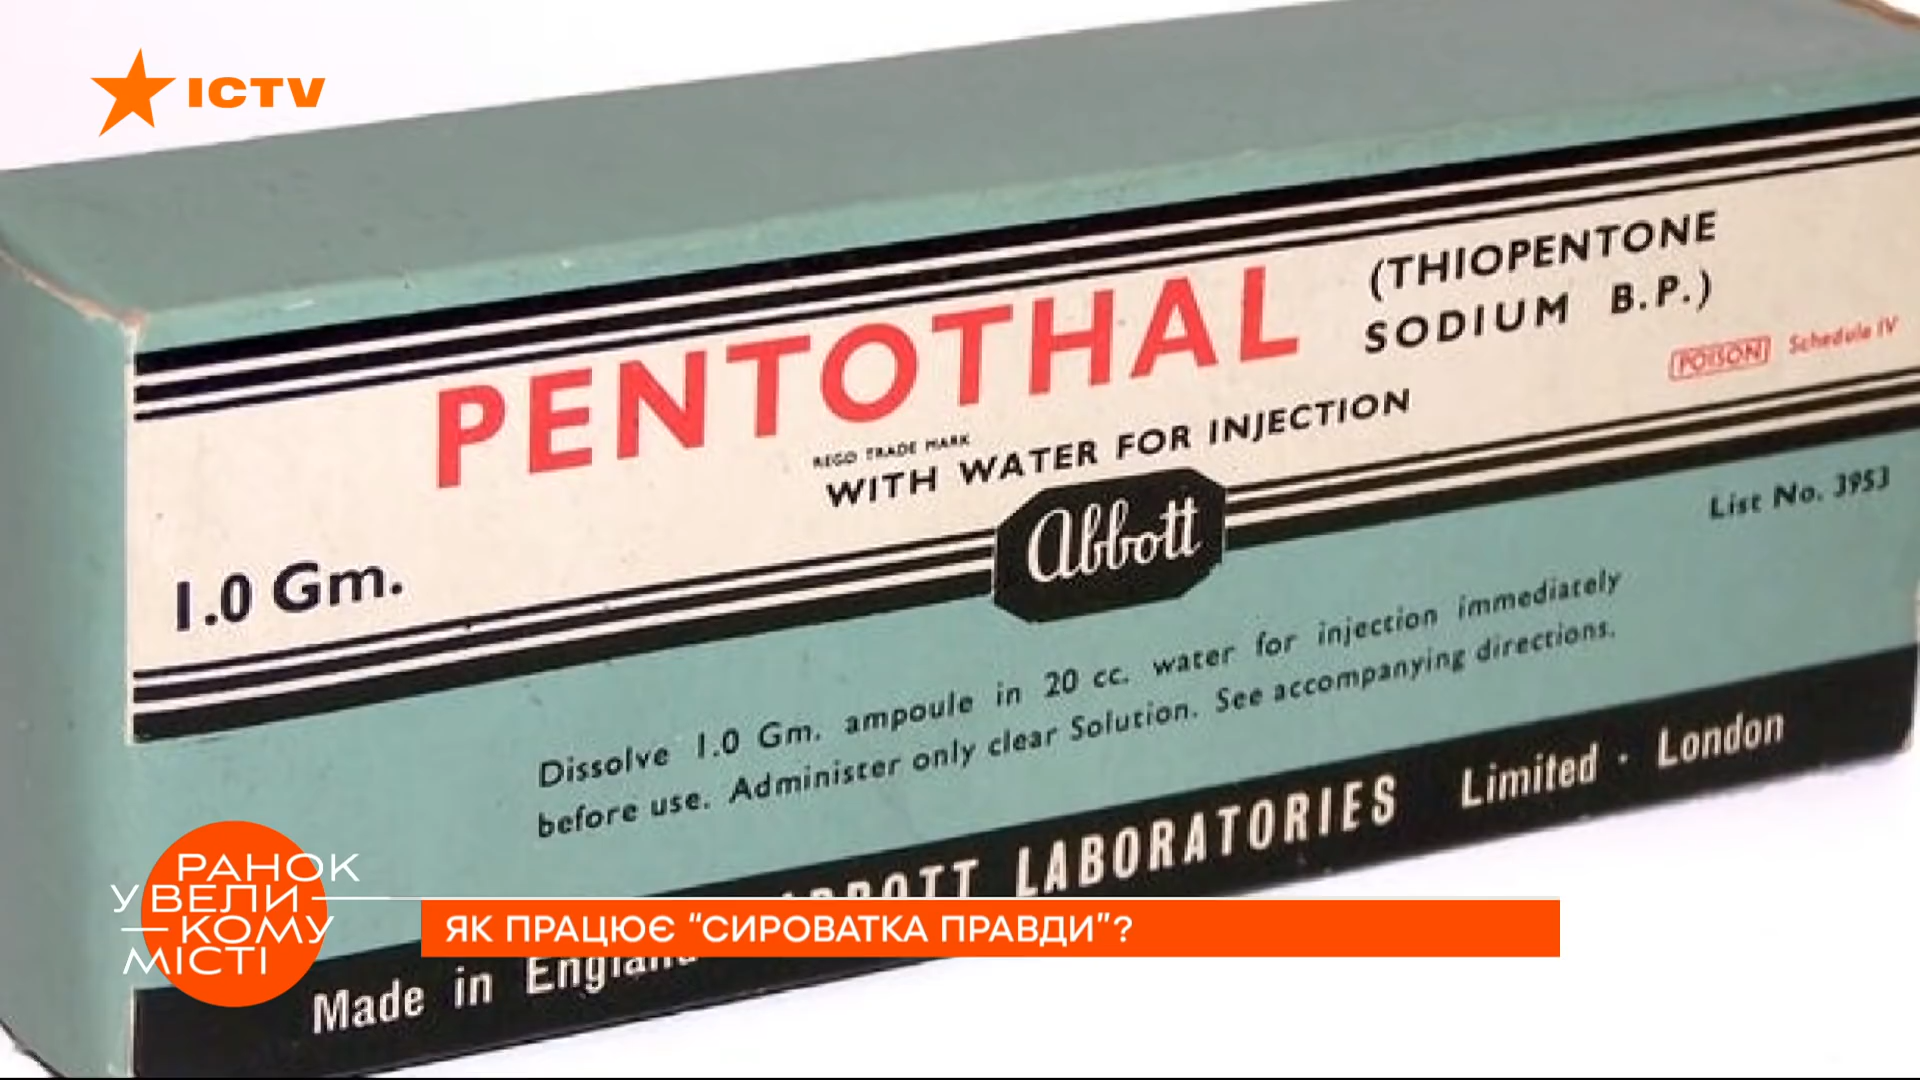 ICTV
PENTOTHAL
(THIOPENTONE
SODIUM B.P.)
POISON Schedule IV
REGD TRADE MARK
WITH WATER FOR INJECTION
1.0 Gm.
Abbott
List No. 3953
Dissolve 1.0 Gm. ampoule in 20 cc. water for injection immediately
before use. Administer only clear Solution. See accompanying directions.
Made in England
ABBOTT LABORATORIES Limited · London
РАНОК
У ВЕЛИ—
—КОМУ
МІСТІ
ЯК ПРАЦЮЄ “СИРОВАТКА ПРАВДИ”?